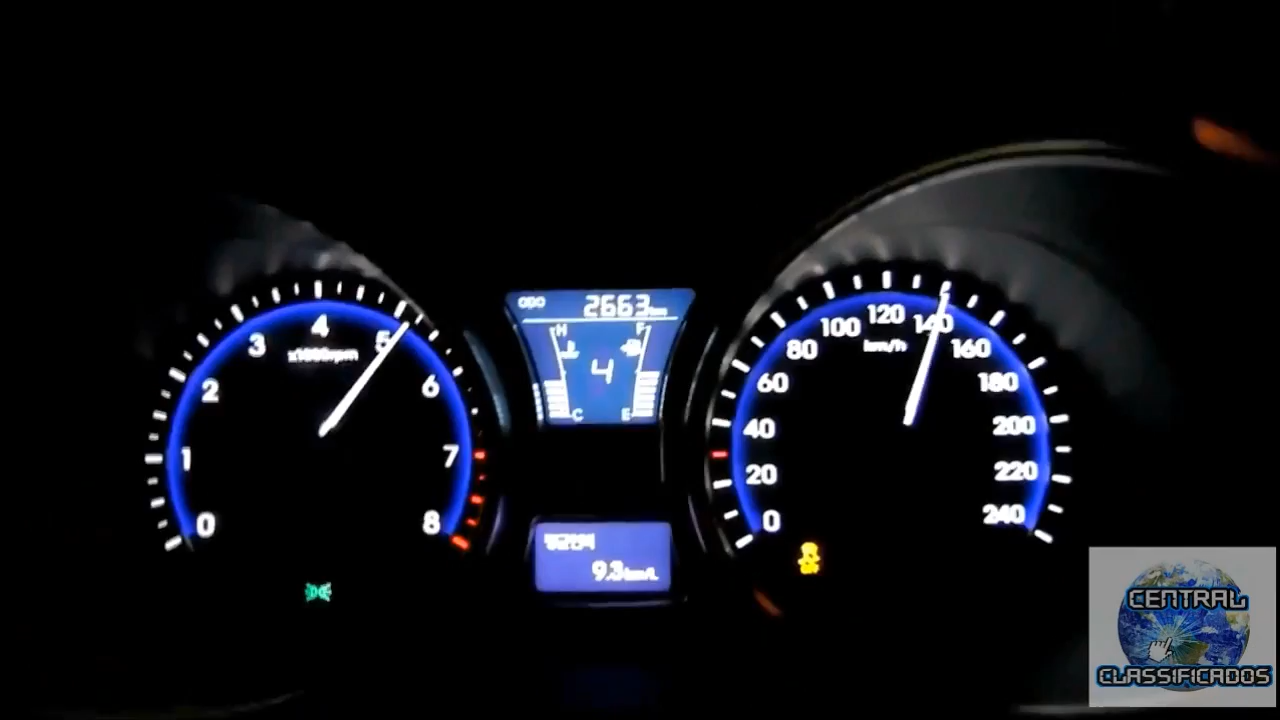 ODO 2663 km
H F
4
C E
0 1 2 3 4 5 6 7 8
x1000rpm
0 20 40 60 80 100 120 140 160 180 200 220 240
km/h
9.3 km/L
OFF
CENTRAL
CLASSIFICADOS